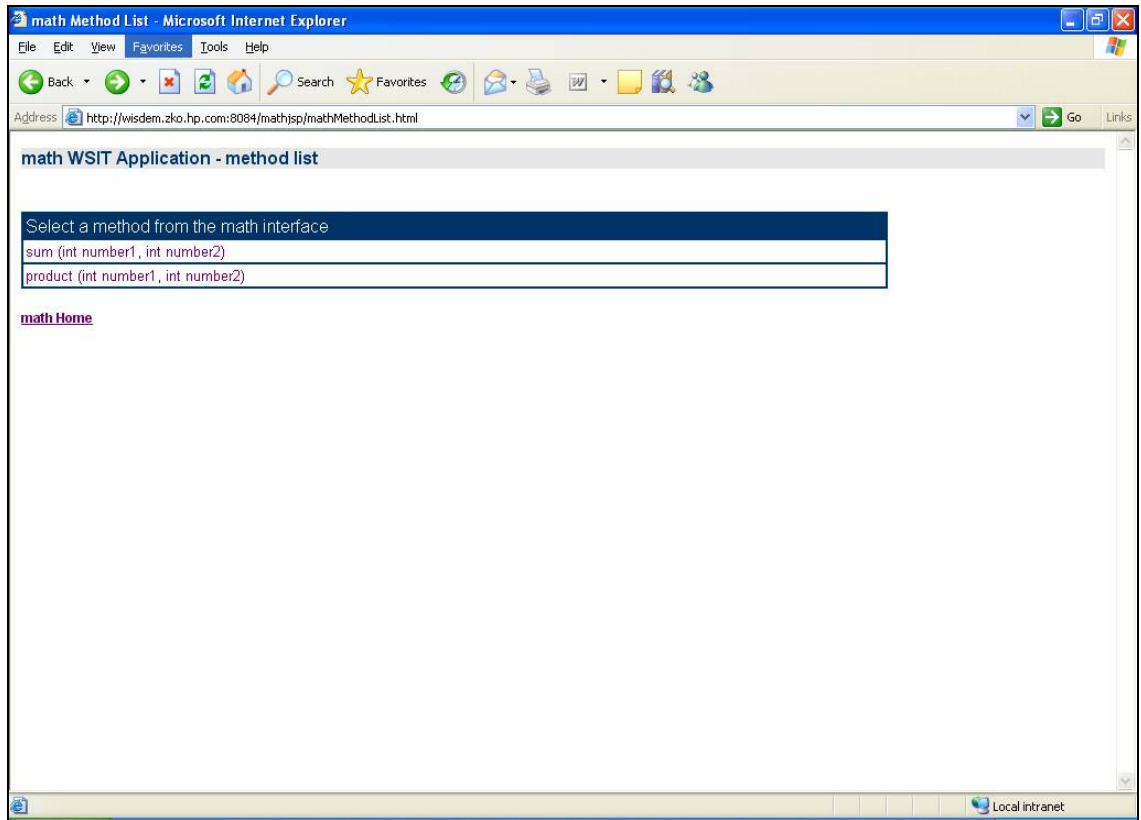 math Method List - Microsoft Internet Explorer
File Edit View Favorites Tools Help
Back Search Favorites
Address http://wisdem.zko.hp.com:8084/mathjsp/mathMethodList.html Go Links
math WSIT Application - method list
Select a method from the math interface
sum (int number1, int number2)
product (int number1, int number2)
math Home
Local intranet